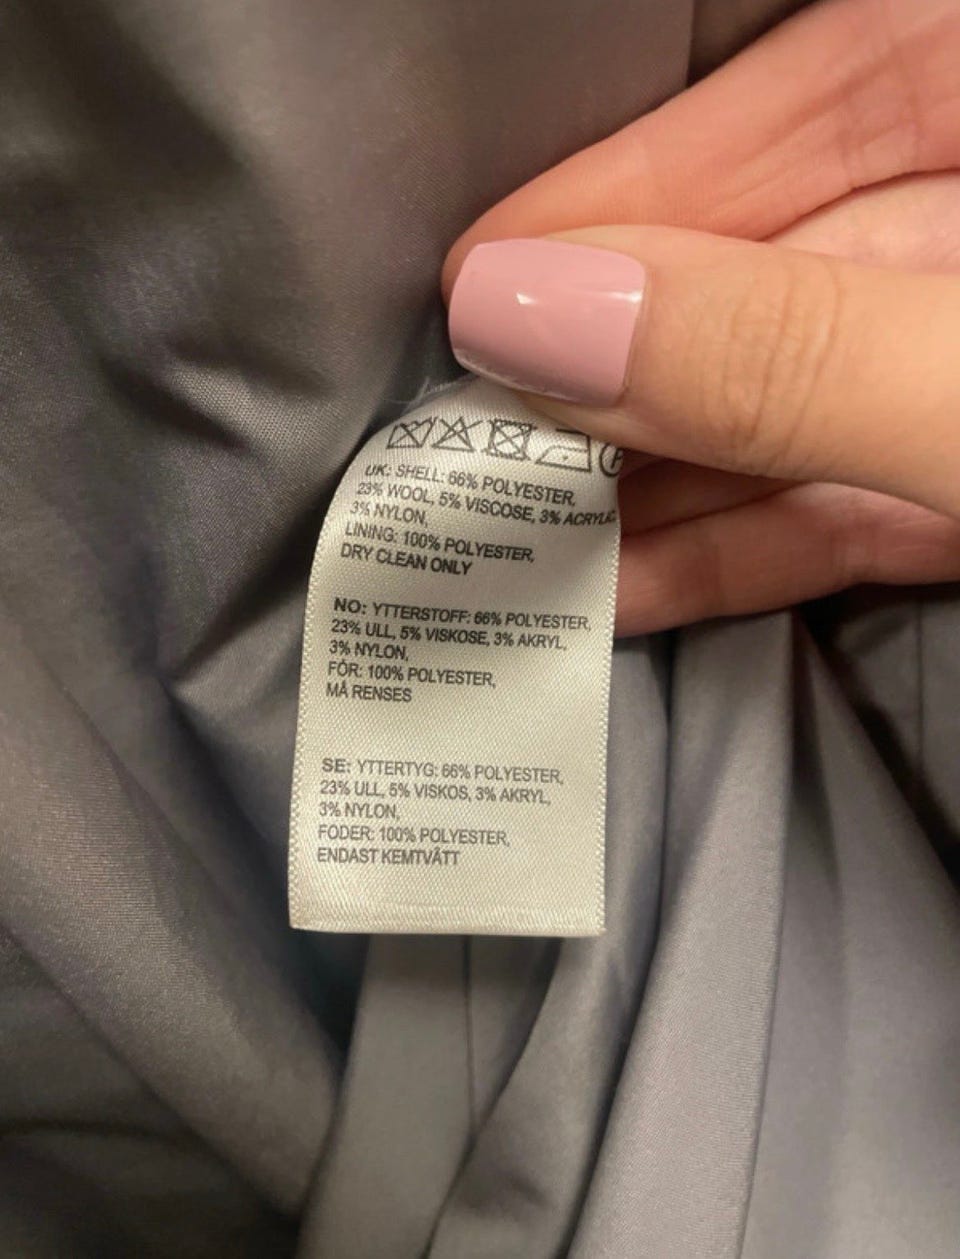 P
UK: SHELL: 66% POLYESTER,
23% WOOL, 5% VISCOSE, 3% ACRYLIC,
3% NYLON,
LINING: 100% POLYESTER,
DRY CLEAN ONLY
NO: YTTERSTOFF: 66% POLYESTER,
23% ULL, 5% VISKOSE, 3% AKRYL,
3% NYLON,
FÔR: 100% POLYESTER,
MÅ RENSES
SE: YTTERTYG: 66% POLYESTER,
23% ULL, 5% VISKOS, 3% AKRYL,
3% NYLON,
FODER: 100% POLYESTER,
ENDAST KEMTVÄTT